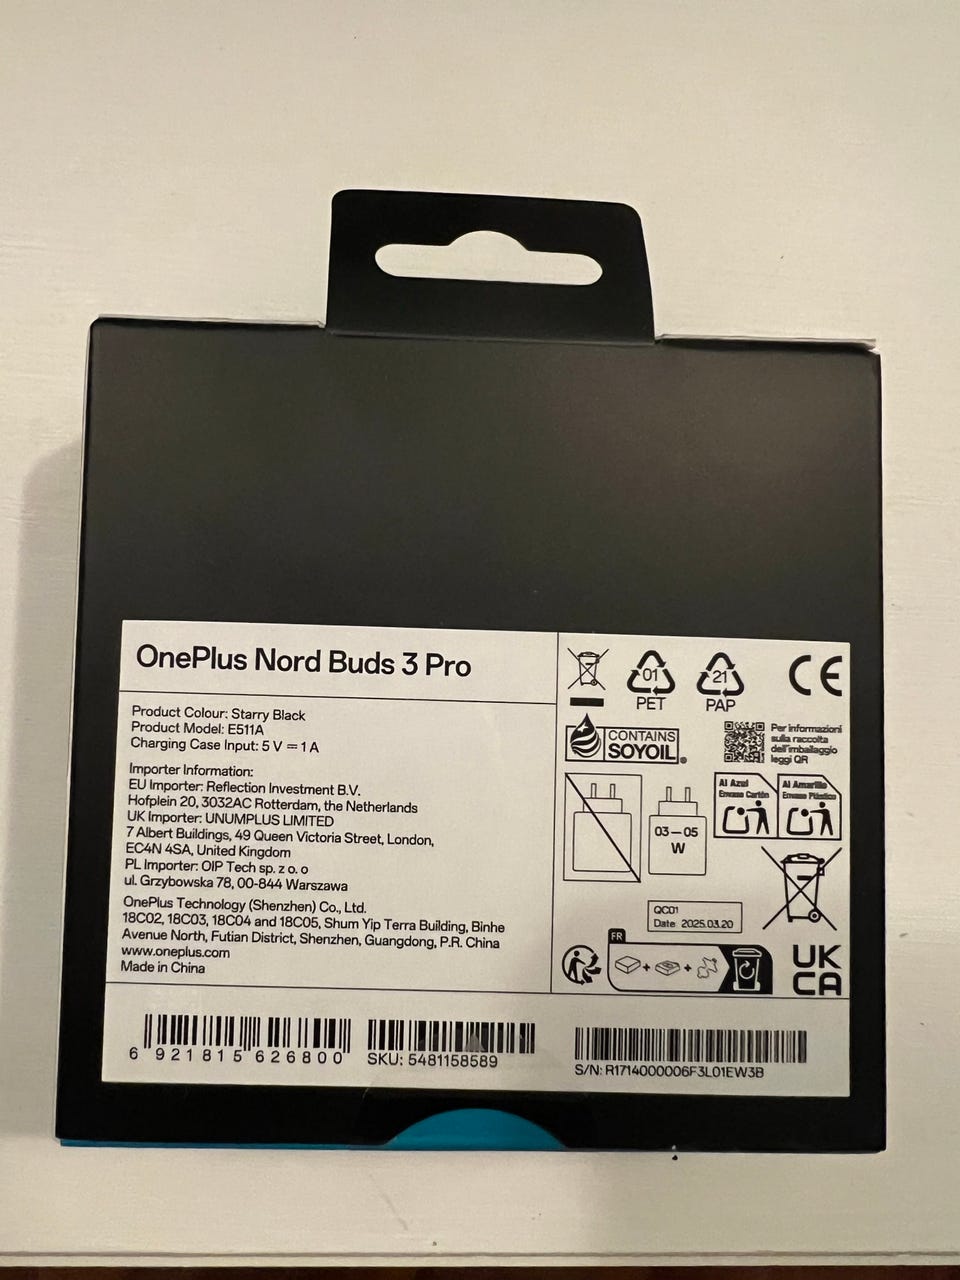 OnePlus Nord Buds 3 Pro
Product Colour: Starry Black
Product Model: E511A
Charging Case Input: 5 V ⎓ 1 A
Importer Information:
EU Importer: Reflection Investment B.V.
Hofplein 20, 3032AC Rotterdam, the Netherlands
UK Importer: UNUMPLUS LIMITED
7 Albert Buildings, 49 Queen Victoria Street, London,
EC4N 4SA, United Kingdom
PL Importer: OIP Tech sp. z o. o
ul. Grzybowska 78, 00-844 Warszawa
OnePlus Technology (Shenzhen) Co., Ltd.
18C02, 18C03, 18C04 and 18C05, Shum Yip Terra Building, Binhe
Avenue North, Futian District, Shenzhen, Guangdong, P.R. China
www.oneplus.com
Made in China
01
PET
21
PAP
CE
CONTAINS
SOYOIL®
Per informazioni
sulla raccolta
dell'imballaggio
leggi QR
03 – 05
W
Al Azul
Envase Cartón
Al Amarillo
Envase Plástico
QC01
Date 2025.03.20
FR
UK
CA
6 921815 626800
SKU: 5481158589
S/N: R1714000006F3L01EW3B